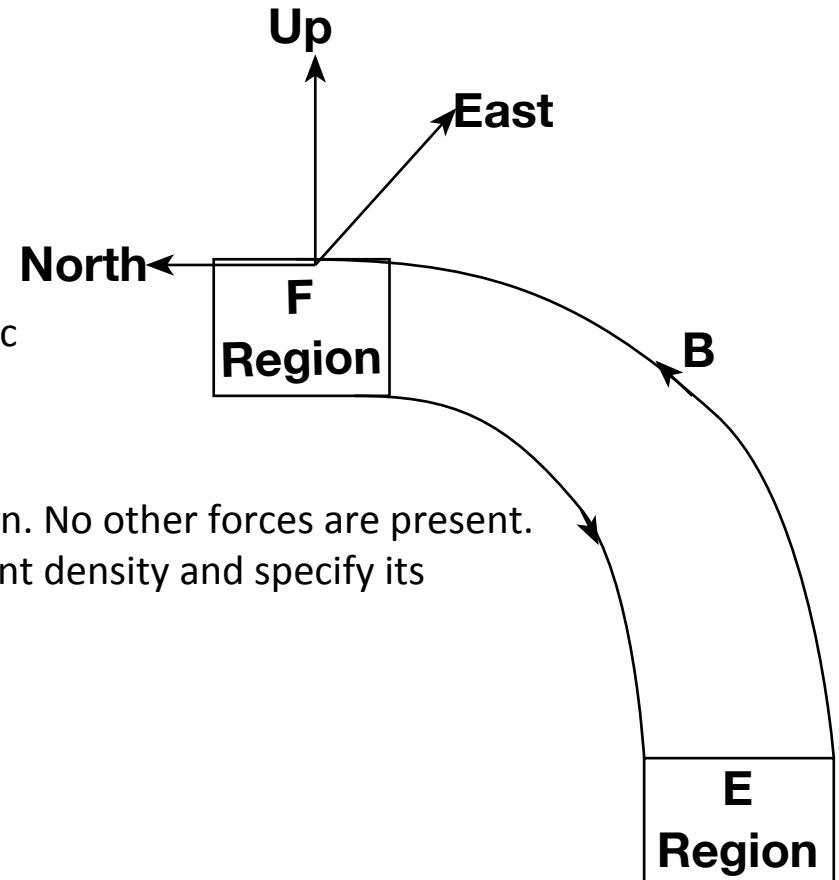 Up
East
North
F
Region
c
B
n. No other forces are present.
nt density and specify its
E
Region